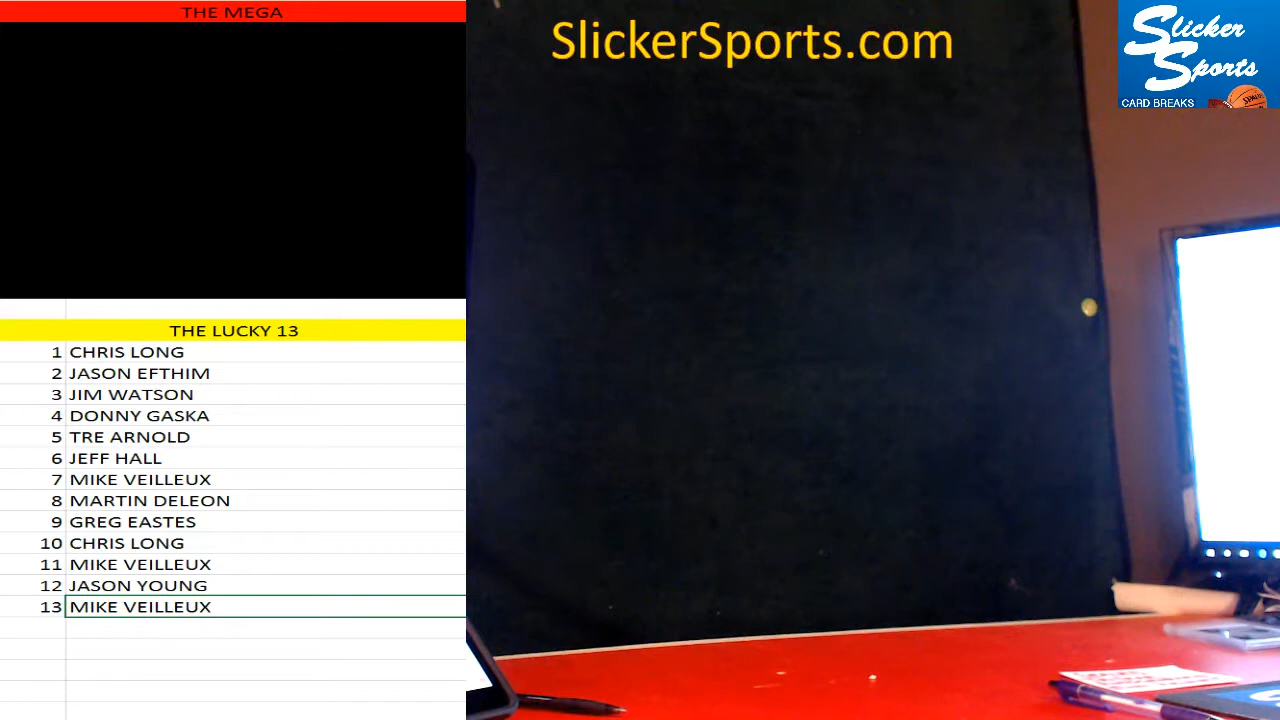 THE MEGA
THE LUCKY 13
1 CHRIS LONG
2 JASON EFTHIM
3 JIM WATSON
4 DONNY GASKA
5 TRE ARNOLD
6 JEFF HALL
7 MIKE VEILLEUX
8 MARTIN DELEON
9 GREG EASTES
10 CHRIS LONG
11 MIKE VEILLEUX
12 JASON YOUNG
13 MIKE VEILLEUX
SlickerSports.com
Slicker
Sports
CARD BREAKS
SPALDING